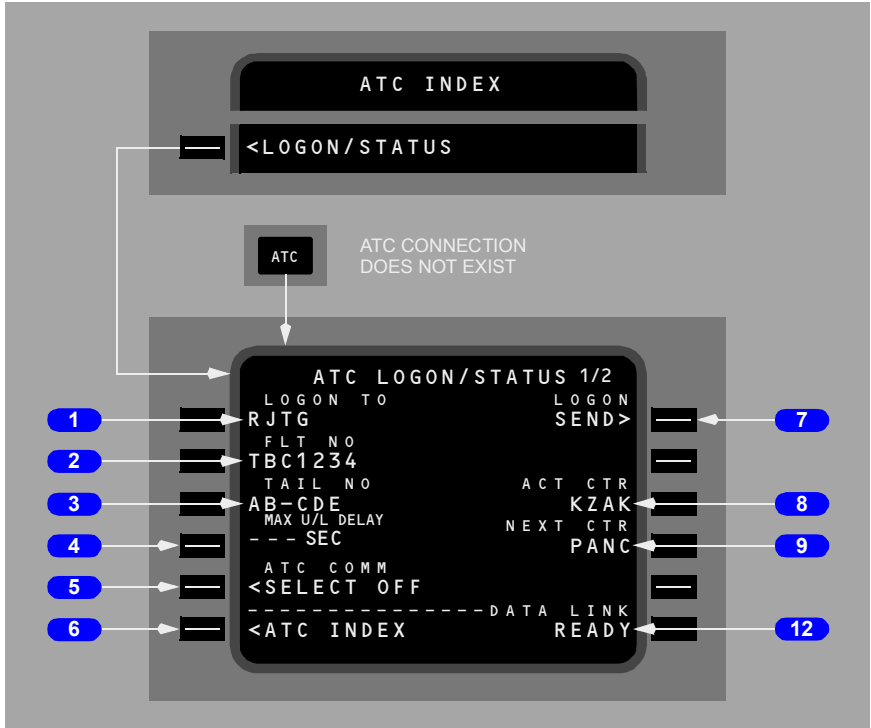 ATC INDEX
<LOGON/STATUS
ATC
ATC CONNECTION
DOES NOT EXIST
ATC LOGON/STATUS 1/2
LOGON TO LOGON
1 RJTG SEND> 7
FLT NO
2 TBC1234
TAIL NO ACT CTR
3 AB-CDE KZAK 8
MAX U/L DELAY NEXT CTR
4 --- SEC PANC 9
ATC COMM
5 <SELECT OFF
---------------DATA LINK
6 <ATC INDEX READY 12